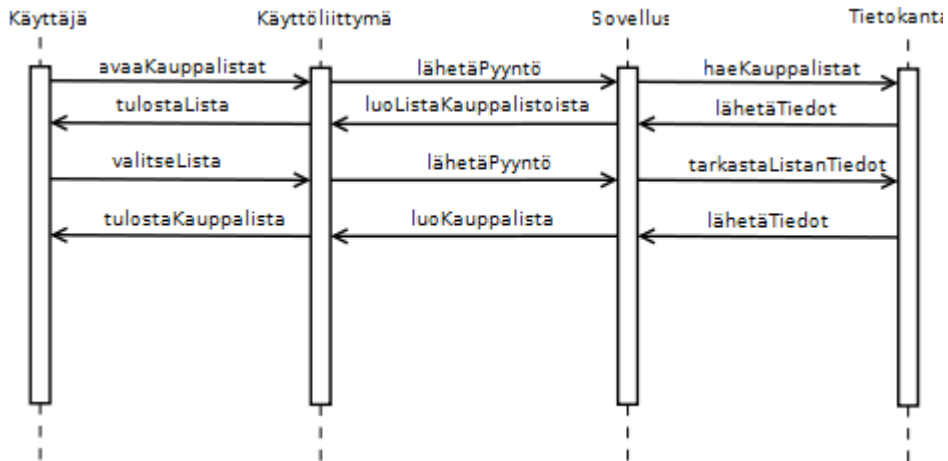 Käyttäjä Käyttöliittymä Sovellus Tietokanta
avaaKauppalistat lähetäPyyntö haeKauppalistat
tulostaLista luoListaKauppalistoista lähetäTiedot
valitseLista lähetäPyyntö tarkastaListanTiedot
tulostaKauppalista luoKauppalista lähetäTiedot